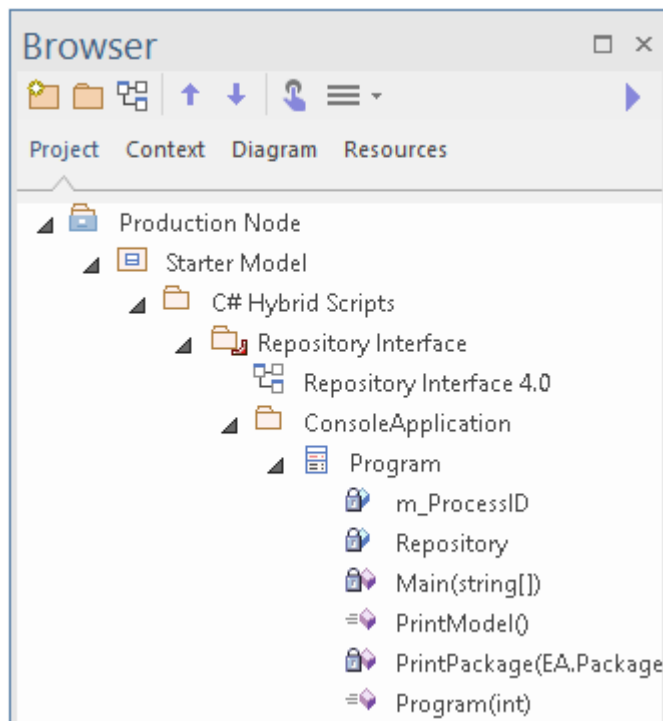 Browser
Project Context Diagram Resources
Production Node
Starter Model
C# Hybrid Scripts
Repository Interface
Repository Interface 4.0
ConsoleApplication
Program
m_ProcessID
Repository
Main(string[])
PrintModel()
PrintPackage(EA.Package
Program(int)